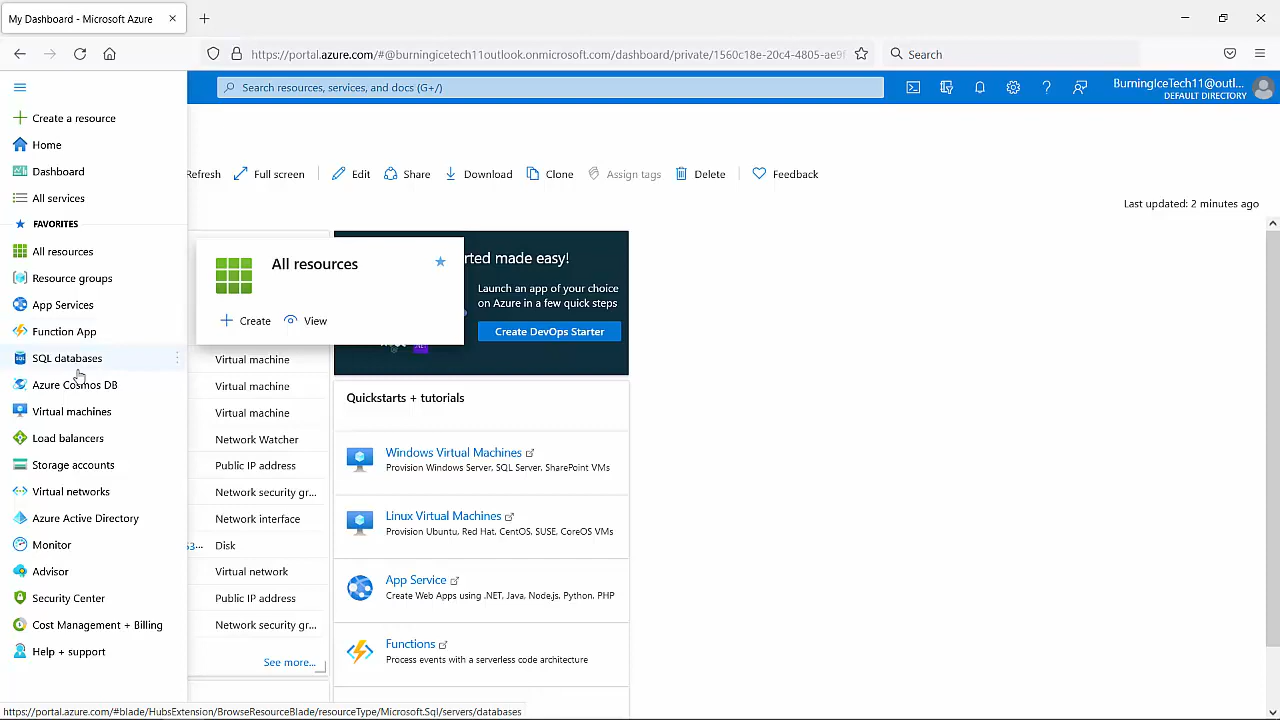 My Dashboard - Microsoft Azure
https://portal.azure.com/#@burningicetech11outlook.onmicrosoft.com/dashboard/private/1560c18e-20c4-4805-ae9f
Search
Search resources, services, and docs (G+/)
BurningIceTech11@outl...
DEFAULT DIRECTORY
Create a resource
Home
Dashboard
All services
FAVORITES
All resources
Resource groups
App Services
Function App
SQL databases
Azure Cosmos DB
Virtual machines
Load balancers
Storage accounts
Virtual networks
Azure Active Directory
Monitor
Advisor
Security Center
Cost Management + Billing
Help + support
Refresh
Full screen
Edit
Share
Download
Clone
Assign tags
Delete
Feedback
Last updated: 2 minutes ago
All resources
Create
View
Virtual machine
Virtual machine
Virtual machine
Network Watcher
Public IP address
Network security gr...
Network interface
Disk
Virtual network
Public IP address
Network security gr...
See more...
rted made easy!
Launch an app of your choice
on Azure in a few quick steps
Create DevOps Starter
Quickstarts + tutorials
Windows Virtual Machines
Provision Windows Server, SQL Server, SharePoint VMs
Linux Virtual Machines
Provision Ubuntu, Red Hat, CentOS, SUSE, CoreOS VMs
App Service
Create Web Apps using .NET, Java, Node.js, Python, PHP
Functions
Process events with a serverless code architecture
https://portal.azure.com/#blade/HubsExtension/BrowseResourceBlade/resourceType/Microsoft.Sql/servers/databases